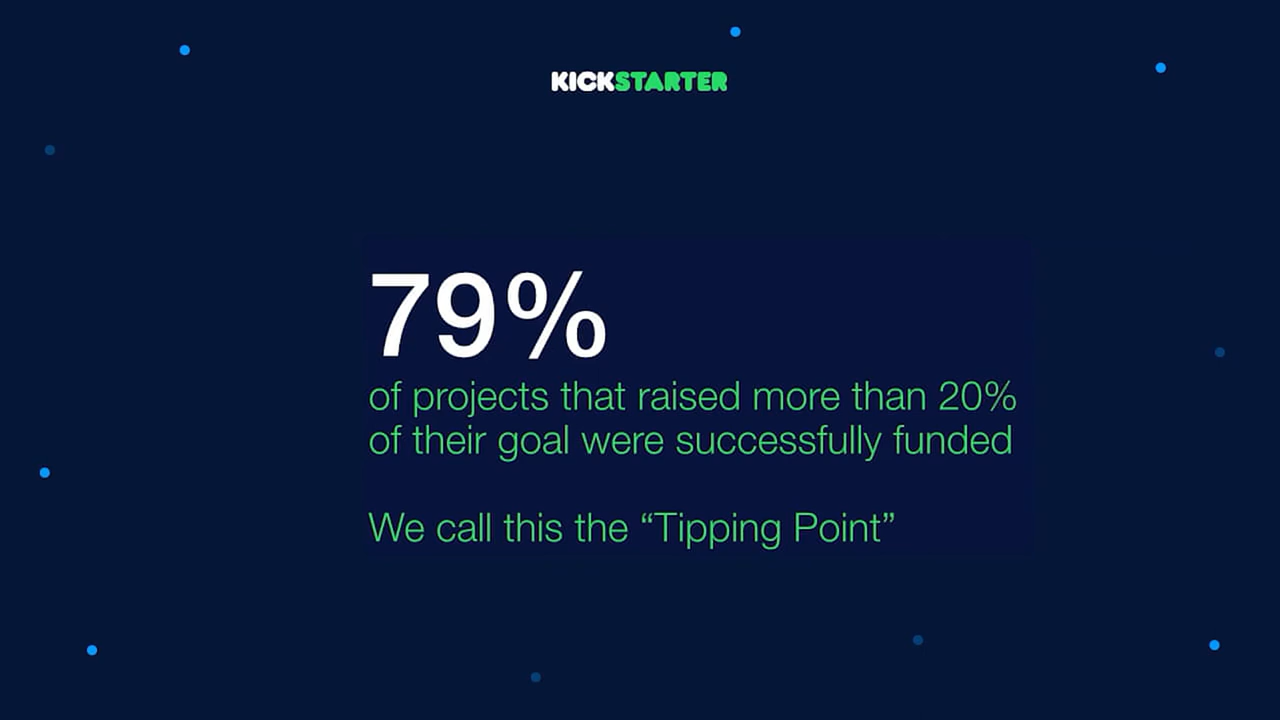 KICKSTARTER
79%
of projects that raised more than 20%
of their goal were successfully funded
We call this the “Tipping Point”